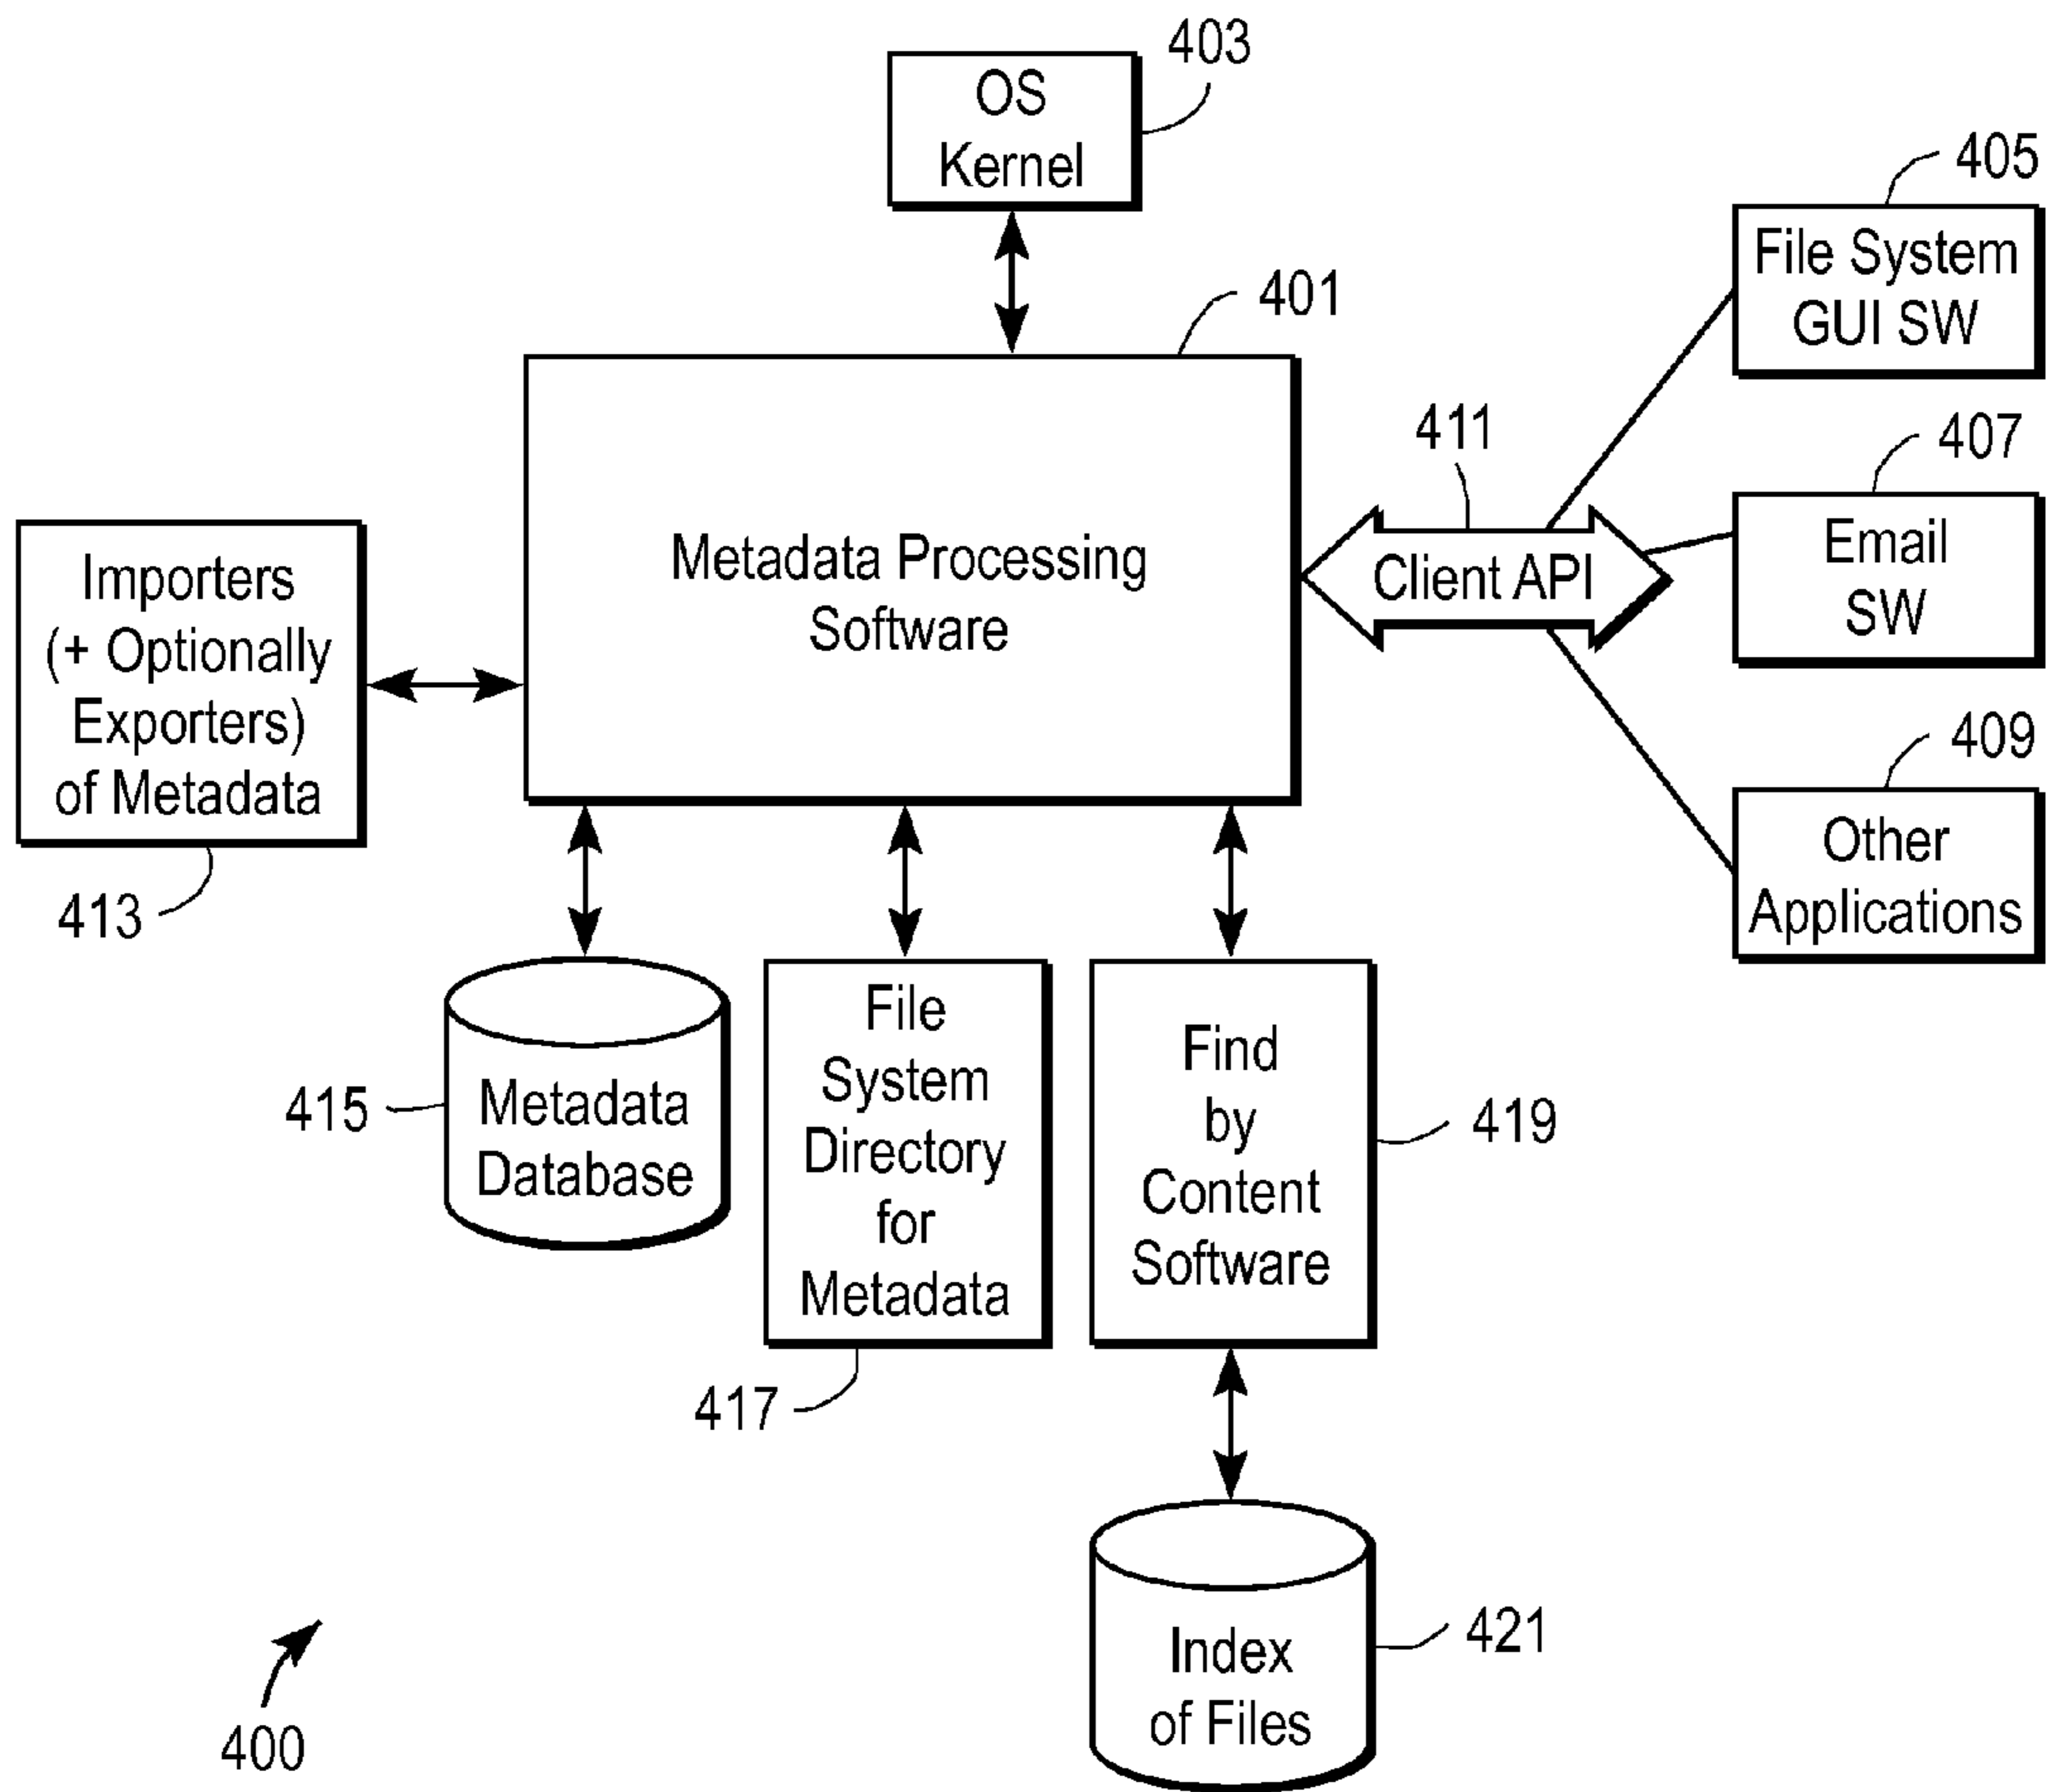 403
OS
Kernel
405
File System
GUI SW
401
411
407
Email
SW
Metadata Processing
Software
Client API
Importers
(+ Optionally
Exporters)
of Metadata
413
409
Other
Applications
415
Metadata
Database
File
System
Directory
for
Metadata
417
Find
by
Content
Software
419
421
Index
of Files
400